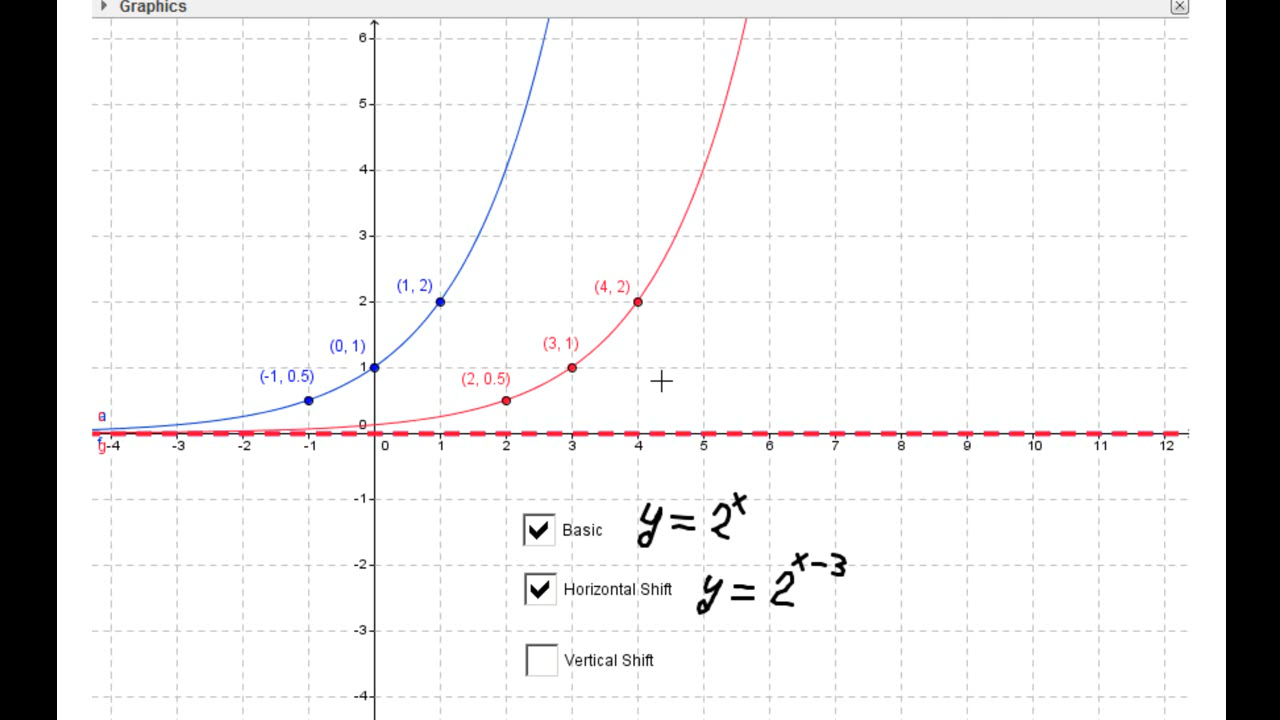 Graphics
6
5
4
(1, 2) (4, 2)
3
2
(0, 1) (3, 1)
1
(-1, 0.5) (2, 0.5)
a
0
-4 -3 -2 -1 0 1 2 3 4 5 6 7 8 9 10 11 12
g
-1
Basic y = 2^x
-2
Horizontal Shift y = 2^{x-3}
-3
Vertical Shift
-4